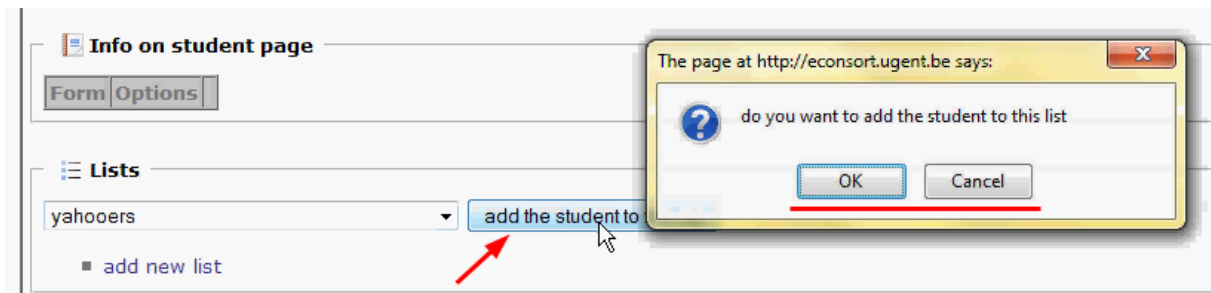 Info on student page
Form Options
The page at http://econsort.ugent.be says:
do you want to add the student to this list
OK Cancel
Lists
yahooers
add the student to
add new list